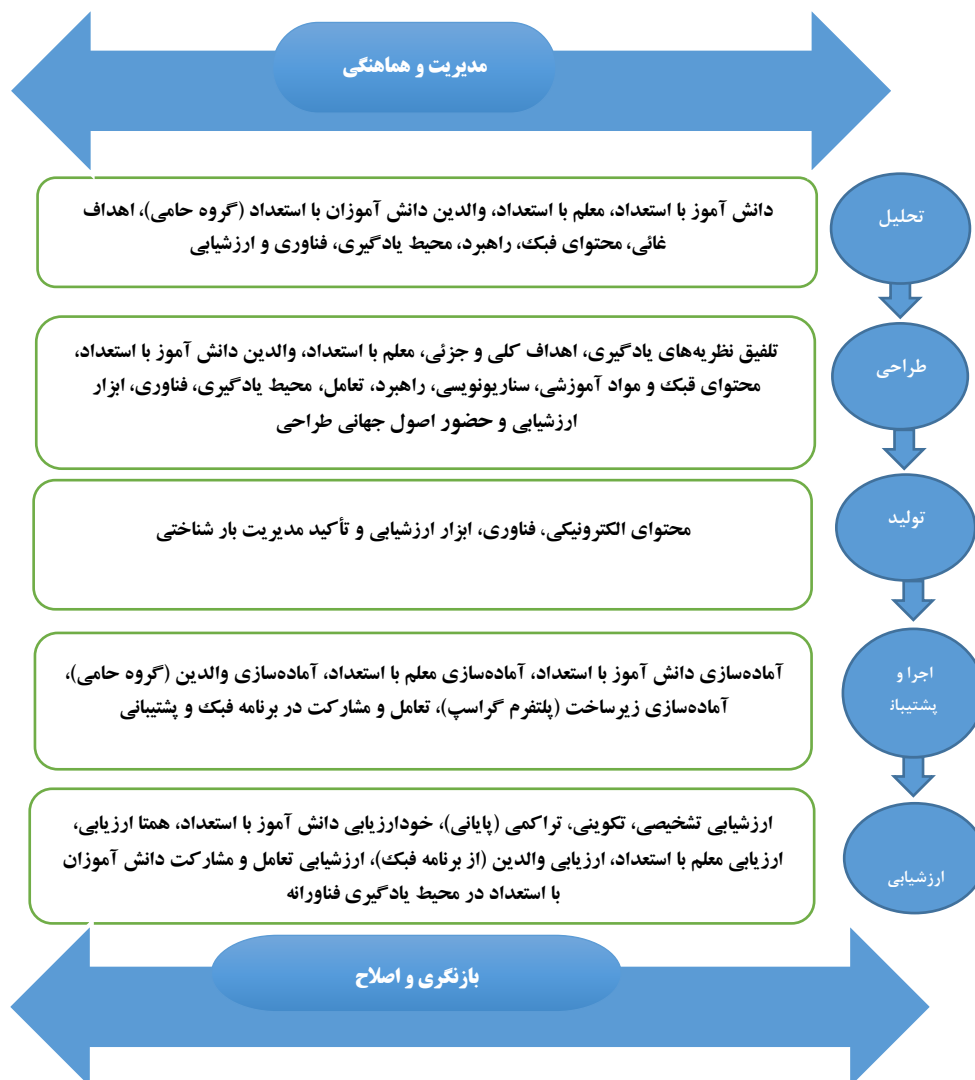 مدیریت و هماهنگی
تحلیل
دانش آموز با استعداد، معلم با استعداد، والدین دانش آموزان با استعداد (گروه حامی)، اهداف
غائی، محتوای فبک، راهبرد، محیط یادگیری، فناوری و ارزشیابی
طراحی
تلفیق نظریه‌های یادگیری، اهداف کلی و جزئی، معلم با استعداد، والدین دانش آموز با استعداد،
محتوای قبک و مواد آموزشی، سناریونویسی، راهبرد، تعامل، محیط یادگیری، فناوری، ابزار
ارزشیابی و حضور اصول جهانی طراحی
تولید
محتوای الکترونیکی، فناوری، ابزار ارزشیابی و تأکید مدیریت بار شناختی
اجرا و
پشتیبانـ
آماده‌سازی دانش آموز با استعداد، آماده‌سازی معلم با استعداد، آماده‌سازی والدین (گروه حامی)،
آماده‌سازی زیرساخت (پلتفرم گراسپ)، تعامل و مشارکت در برنامه فبک و پشتیبانی
ارزشیابی
ارزشیابی تشخیصی، تکوینی، تراکمی (پایانی)، خودارزیابی دانش آموز با استعداد، همتا ارزیابی،
ارزیابی معلم با استعداد، ارزیابی والدین (از برنامه فبک)، ارزشیابی تعامل و مشارکت دانش آموزان
با استعداد در محیط یادگیری فناورانه
بازنگری و اصلاح